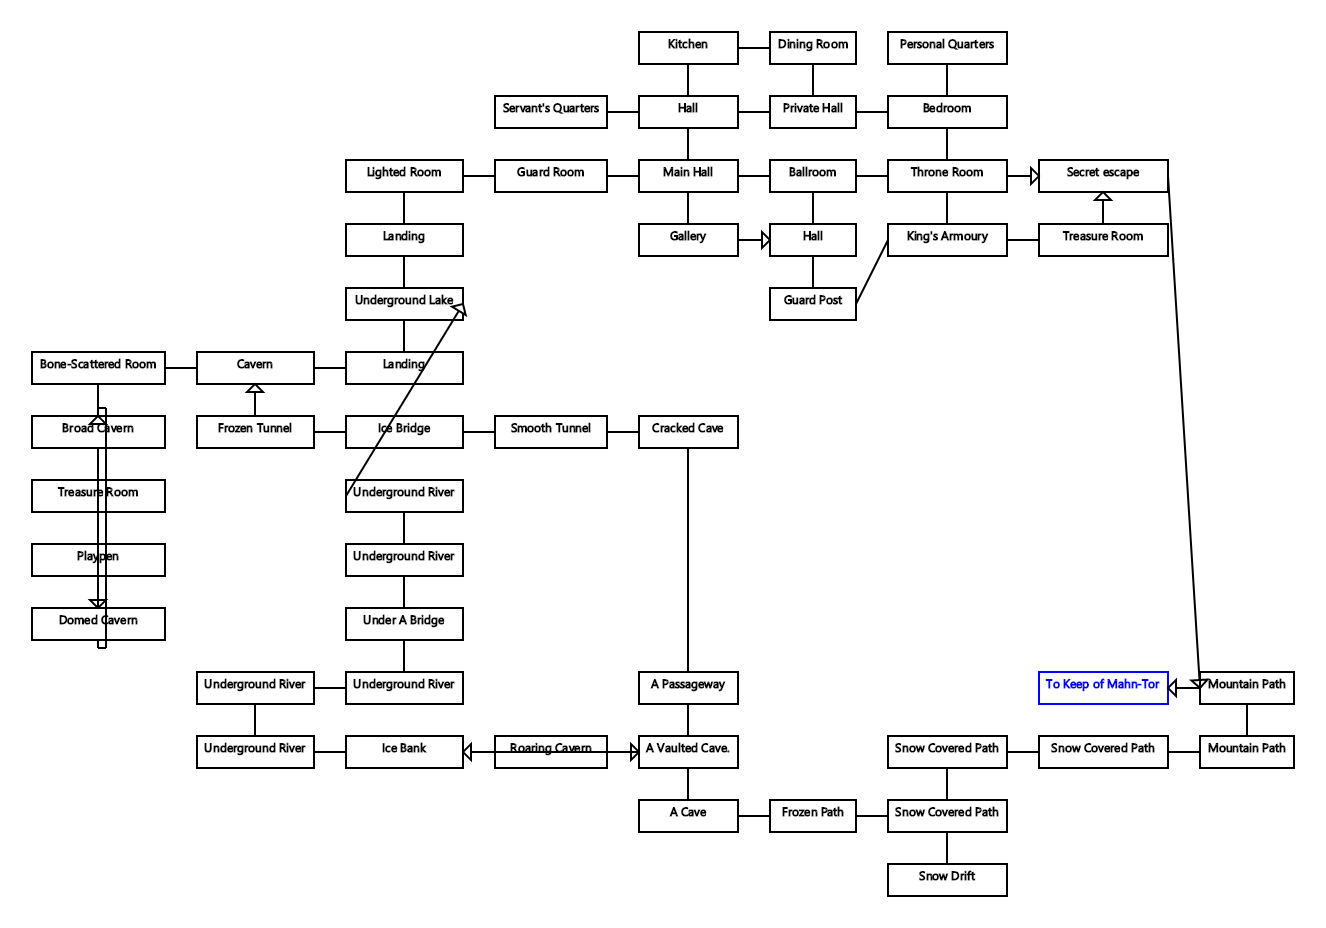 Kitchen
Dining Room
Personal Quarters
Servant's Quarters
Hall
Private Hall
Bedroom
Lighted Room
Guard Room
Main Hall
Ballroom
Throne Room
Secret escape
Landing
Gallery
Hall
King's Armoury
Treasure Room
Underground Lake
Guard Post
Bone-Scattered Room
Cavern
Landing
Broad Cavern
Frozen Tunnel
Ice Bridge
Smooth Tunnel
Cracked Cave
Treasure Room
Underground River
Playpen
Underground River
Domed Cavern
Under A Bridge
Underground River
Underground River
A Passageway
To Keep of Mahn-Tor
Mountain Path
Underground River
Ice Bank
Roaring Cavern
A Vaulted Cave.
Snow Covered Path
Snow Covered Path
Mountain Path
A Cave
Frozen Path
Snow Covered Path
Snow Drift